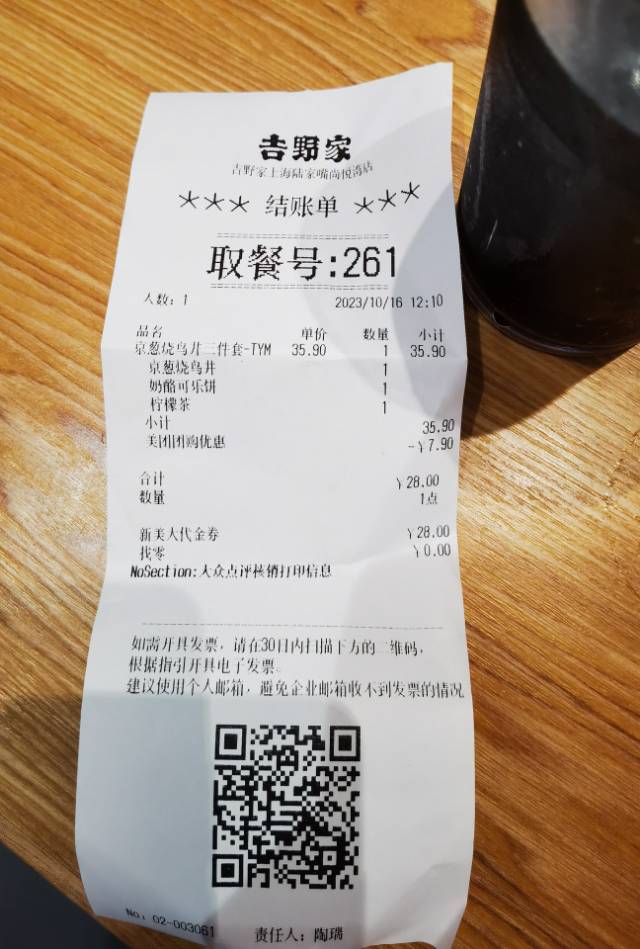 吉野家
吉野家上海陆家嘴尚悦湾店
*** 结账单 ***
取餐号:261
人数: 1 2023/10/16 12:10
品名 单价 数量 小计
京葱烧鸟丼三件套-TYM 35.90 1 35.90
京葱烧鸟丼 1
奶酪可乐饼 1
柠檬茶 1
小计 35.90
美团团购优惠 -¥7.90
合计 ¥28.00
数量 1点
新美大代金券 ¥28.00
找零 ¥0.00
NoSection:大众点评核销打印信息
如需开具发票，请在30日内扫描下方的二维码，
根据指引开具电子发票。
建议使用个人邮箱，避免企业邮箱收不到发票的情况
No: 02-003061 责任人: 陶瑞